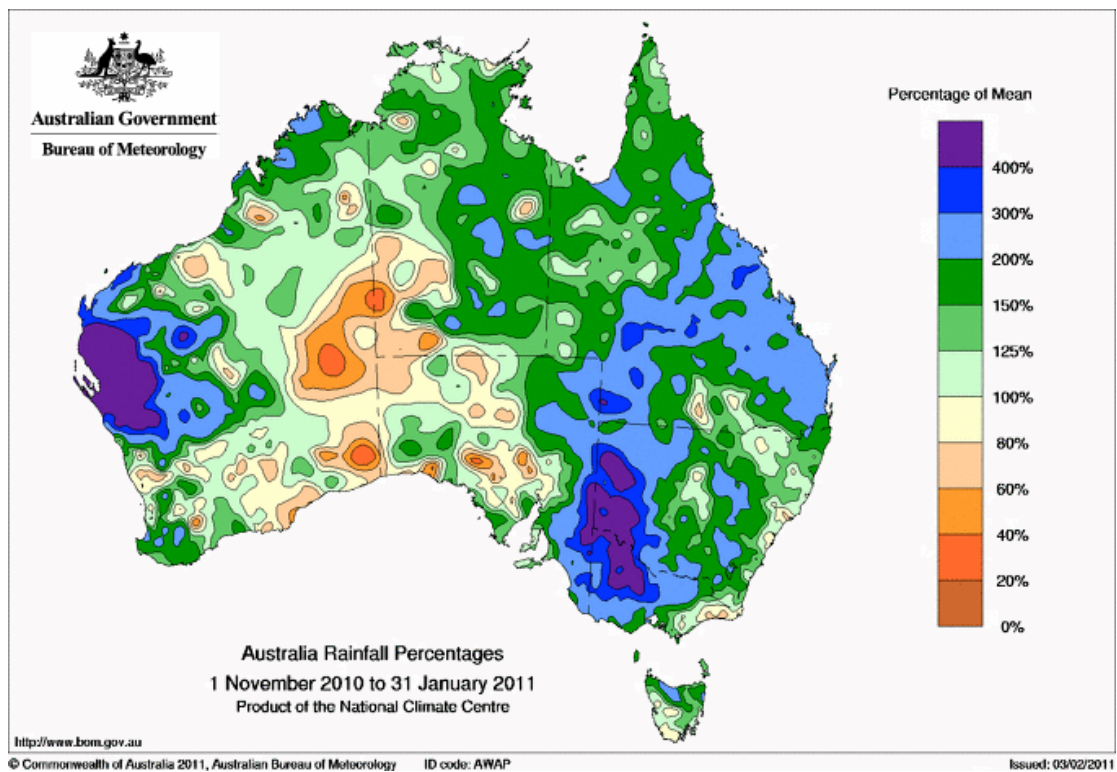 Australian Government
Bureau of Meteorology
Percentage of Mean
400%
300%
200%
150%
125%
100%
80%
60%
40%
20%
0%
Australia Rainfall Percentages
1 November 2010 to 31 January 2011
Product of the National Climate Centre
http://www.bom.gov.au
© Commonwealth of Australia 2011, Australian Bureau of Meteorology ID code: AWAP Issued: 03/02/2011